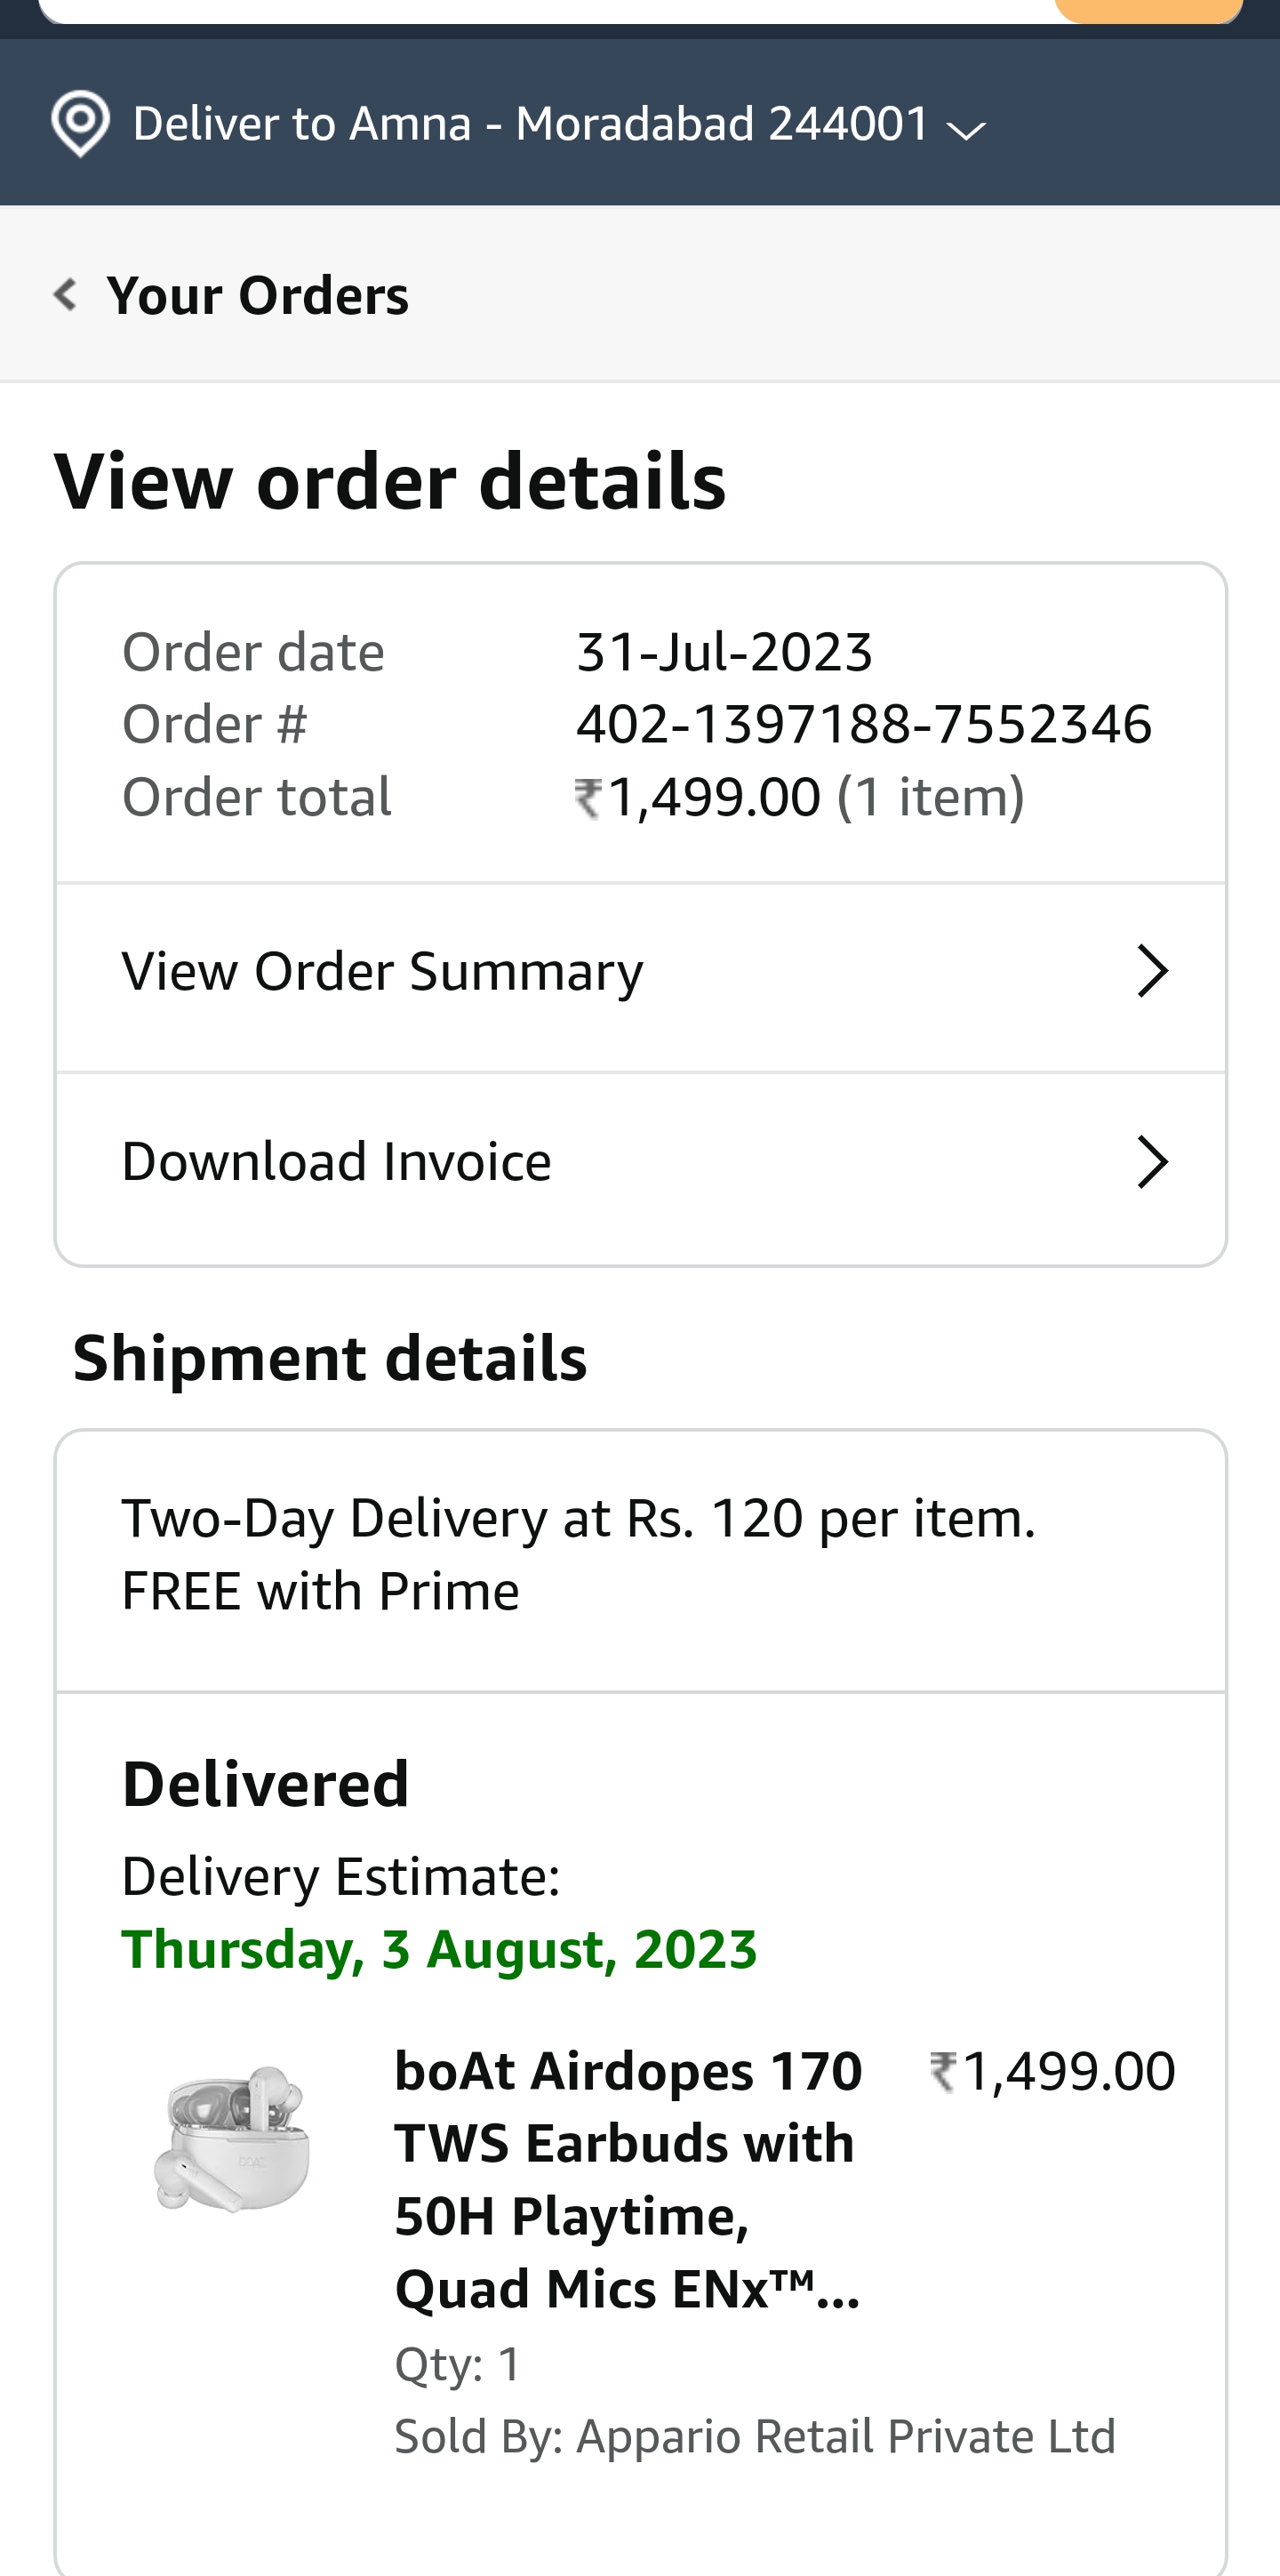 Deliver to Amna - Moradabad 244001
Your Orders
View order details
Order date 31-Jul-2023
Order # 402-1397188-7552346
Order total ₹1,499.00 (1 item)
View Order Summary
Download Invoice
Shipment details
Two-Day Delivery at Rs. 120 per item.
FREE with Prime
Delivered
Delivery Estimate:
Thursday, 3 August, 2023
boAt Airdopes 170 ₹1,499.00
TWS Earbuds with
50H Playtime,
Quad Mics ENx™...
Qty: 1
Sold By: Appario Retail Private Ltd